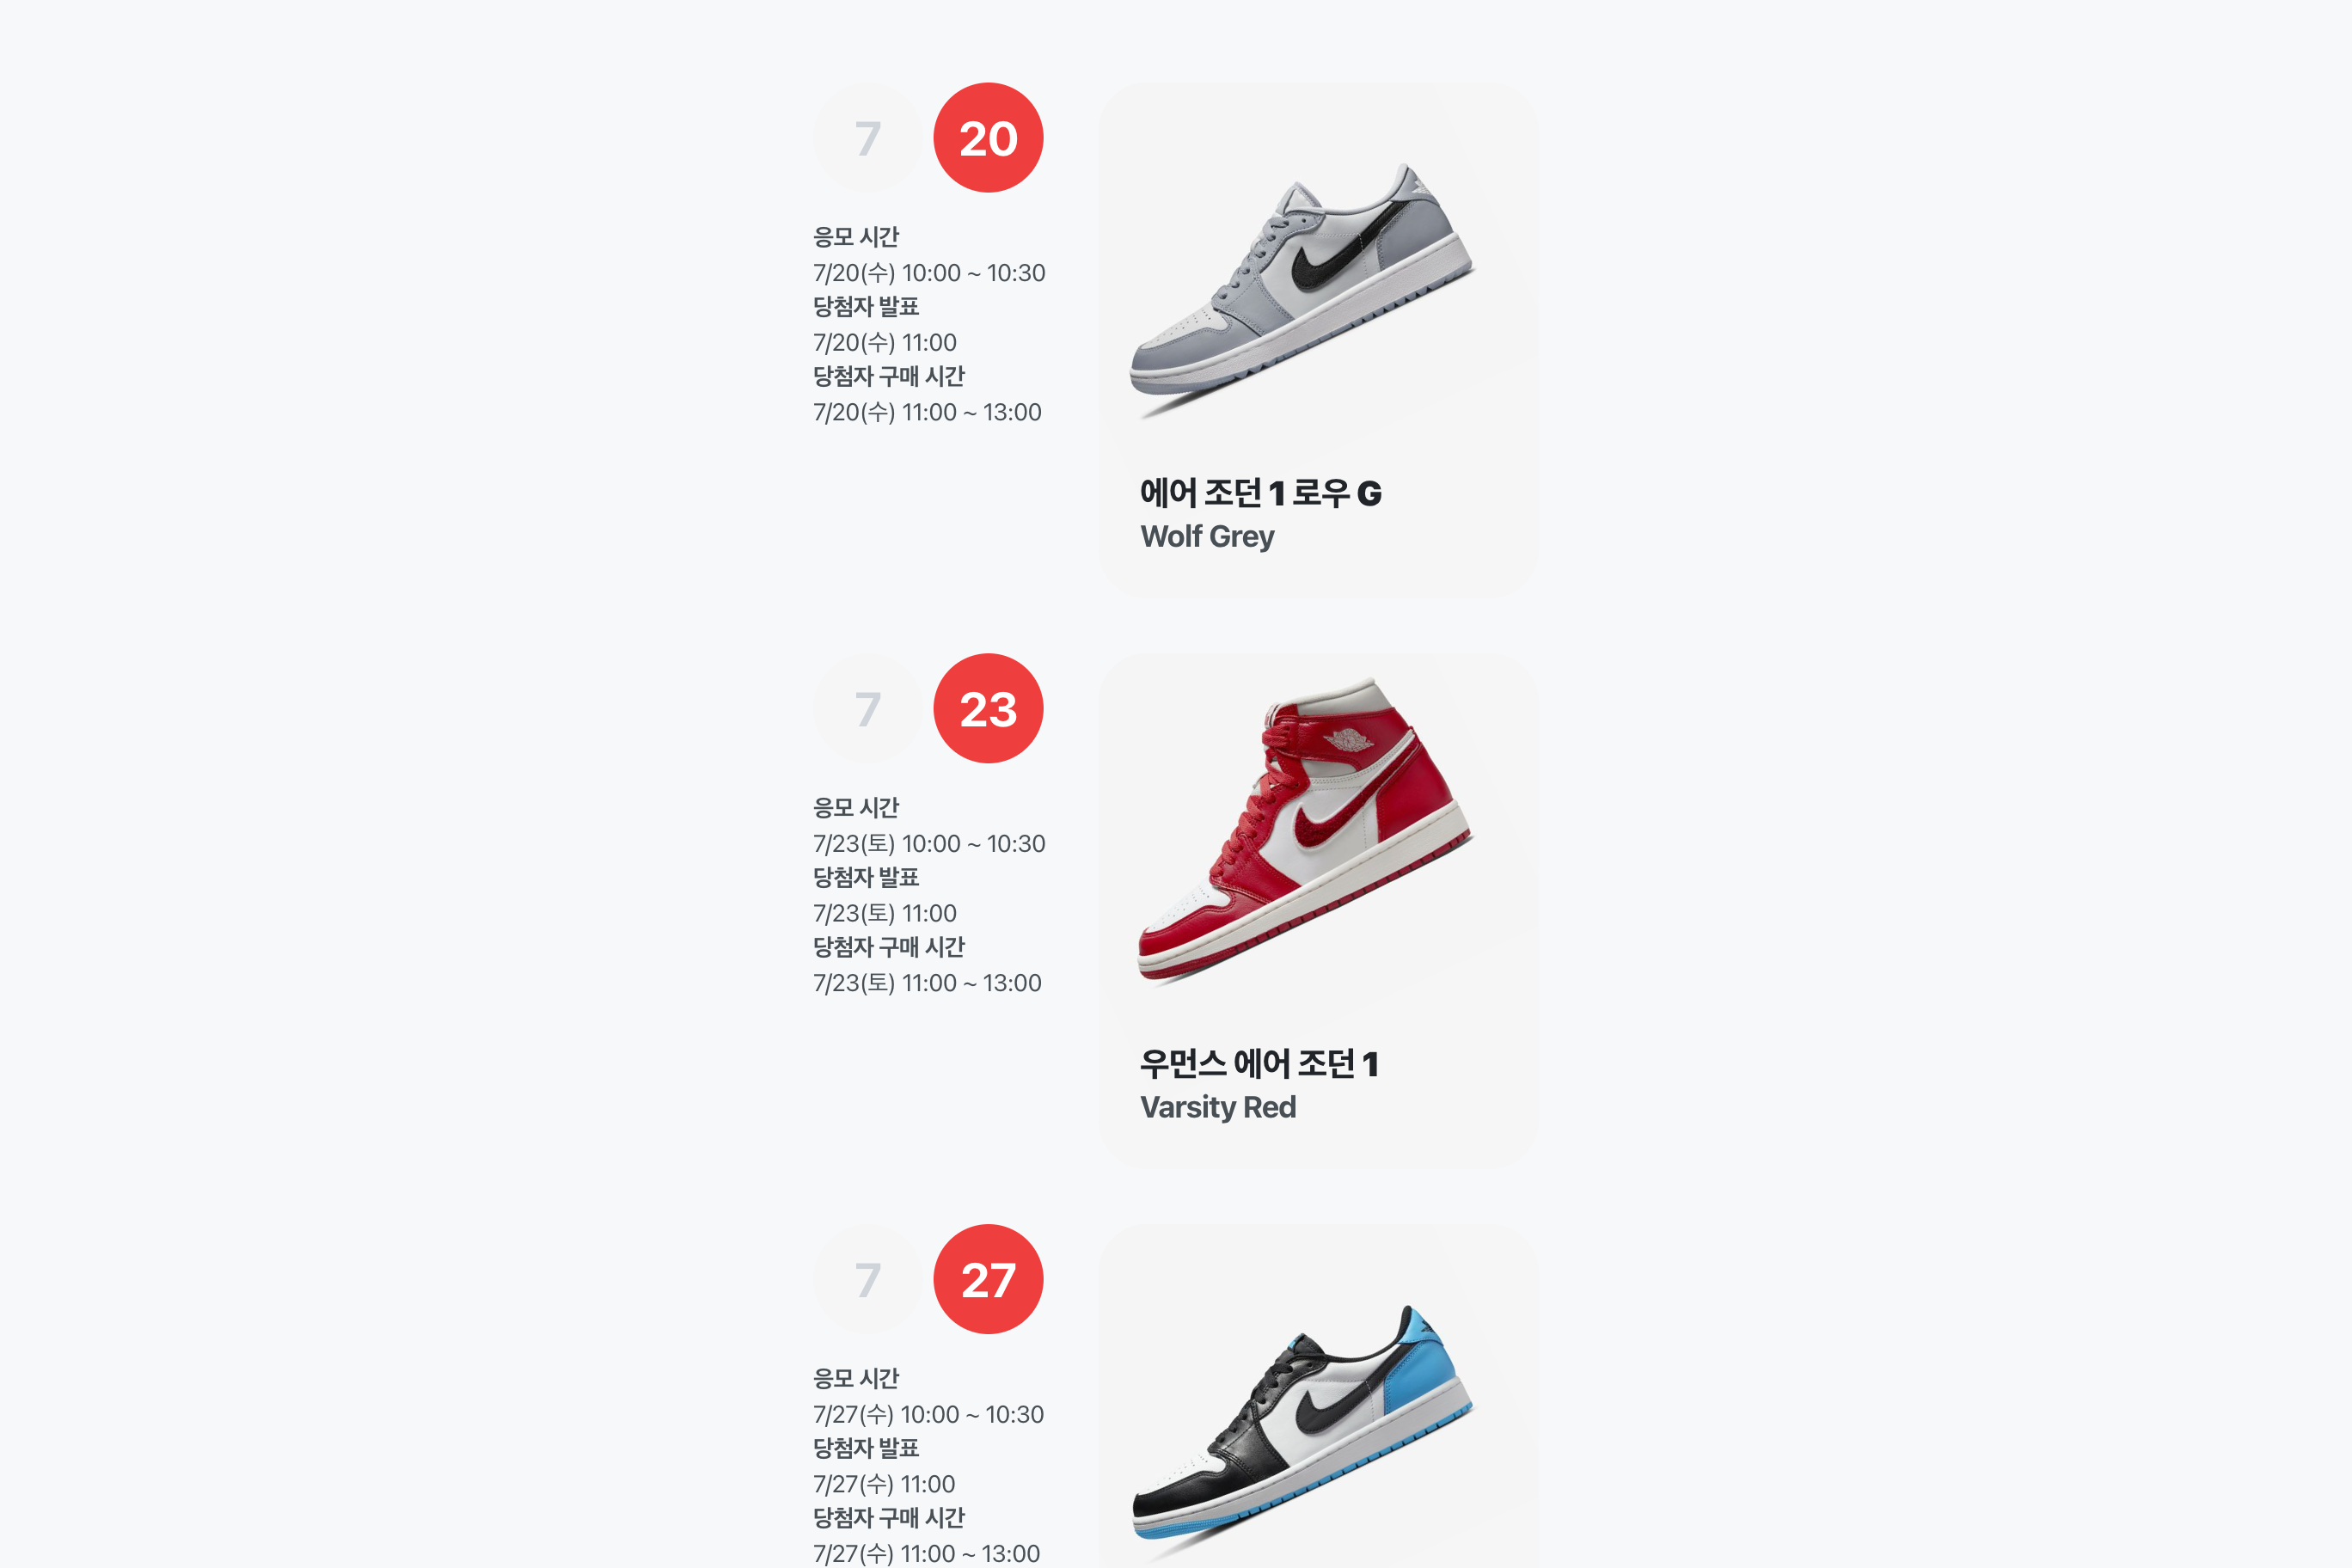 7 20
응모 시간
7/20(수) 10:00 ~ 10:30
당첨자 발표
7/20(수) 11:00
당첨자 구매 시간
7/20(수) 11:00 ~ 13:00
에어 조던 1 로우 G
Wolf Grey
7 23
응모 시간
7/23(토) 10:00 ~ 10:30
당첨자 발표
7/23(토) 11:00
당첨자 구매 시간
7/23(토) 11:00 ~ 13:00
우먼스 에어 조던 1
Varsity Red
7 27
응모 시간
7/27(수) 10:00 ~ 10:30
당첨자 발표
7/27(수) 11:00
당첨자 구매 시간
7/27(수) 11:00 ~ 13:00